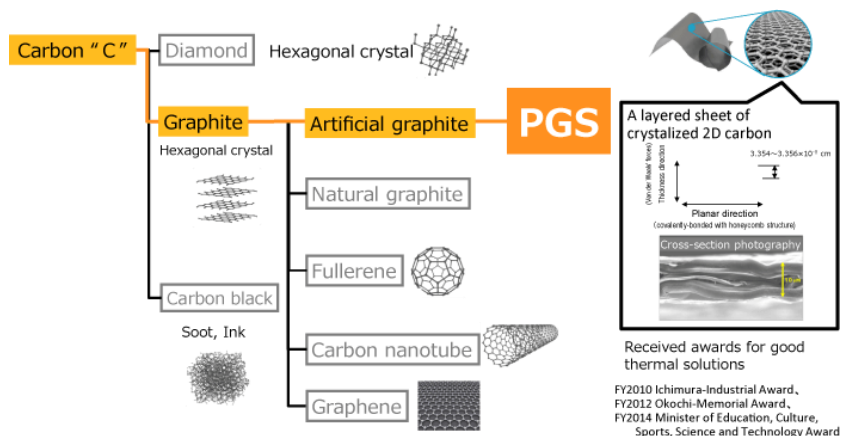 Carbon “C”
Diamond
Hexagonal crystal
Graphite
Hexagonal crystal
Artificial graphite
PGS
Natural graphite
Fullerene
Carbon black
Soot, Ink
Carbon nanotube
Graphene
A layered sheet of
crystalized 2D carbon
3.354～3.356×10⁻⁸ cm
(Van der Waals' forces)
Thickness direction
Planar direction
(covalently-bonded with honeycomb structure)
Cross-section photography
Received awards for good
thermal solutions
FY2010 Ichimura-Industrial Award、
FY2012 Okochi-Memorial Award、
FY2014 Minister of Education, Culture,
Sports, Science and Technology Award